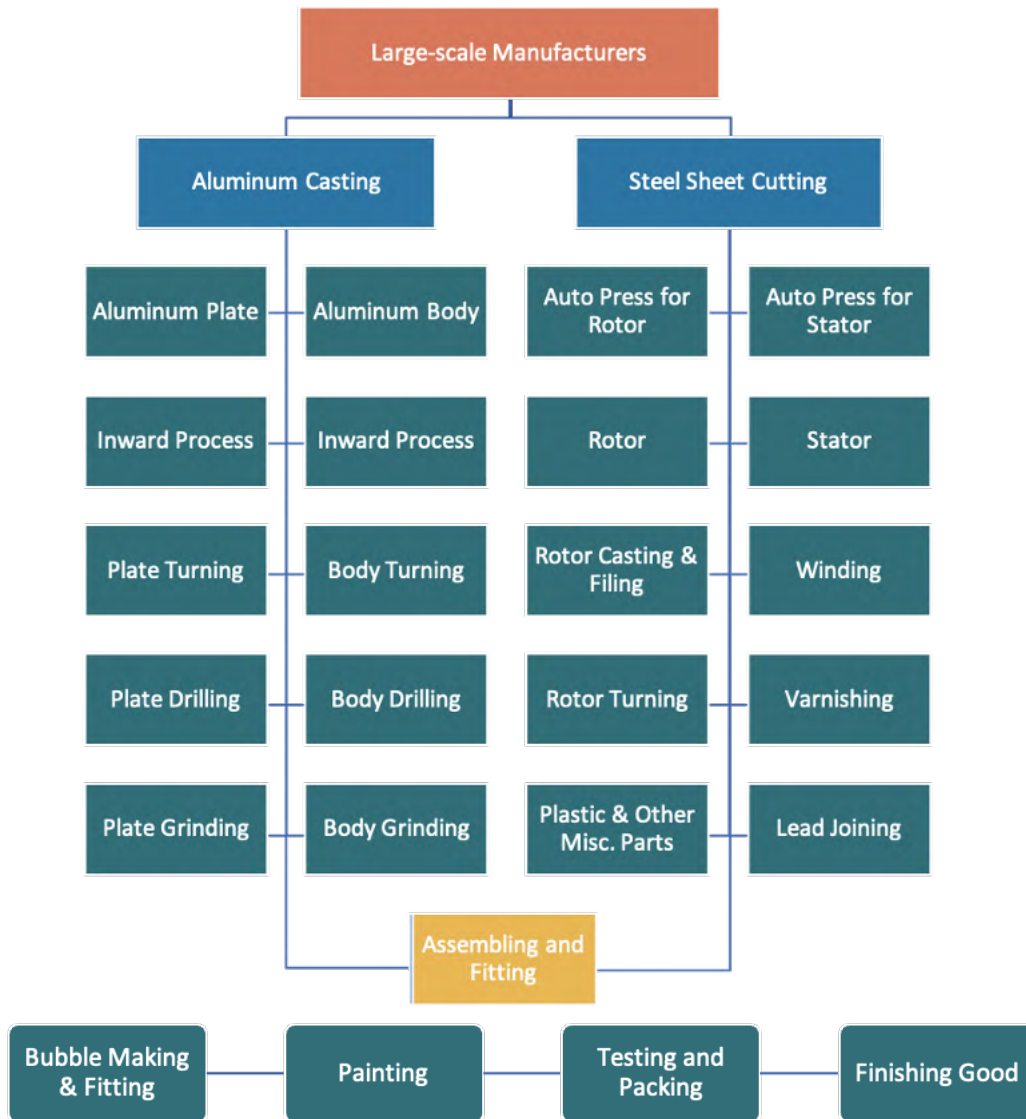 Large-scale Manufacturers
Aluminum Casting
Steel Sheet Cutting
Aluminum Plate
Aluminum Body
Auto Press for
Rotor
Auto Press for
Stator
Inward Process
Inward Process
Rotor
Stator
Plate Turning
Body Turning
Rotor Casting &
Filing
Winding
Plate Drilling
Body Drilling
Rotor Turning
Varnishing
Plate Grinding
Body Grinding
Plastic & Other
Misc. Parts
Lead Joining
Assembling and
Fitting
Bubble Making
& Fitting
Painting
Testing and
Packing
Finishing Good